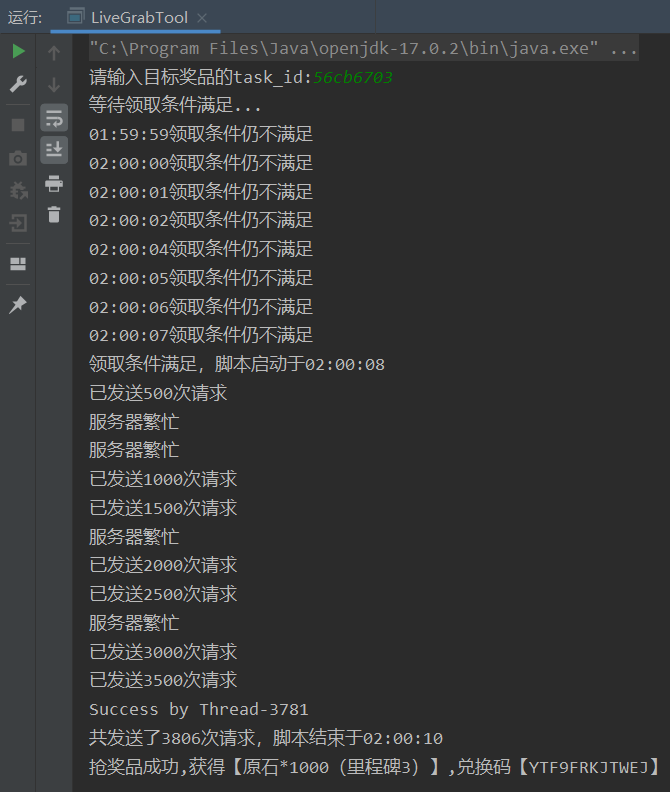 运行: LiveGrabTool
"C:\Program Files\Java\openjdk-17.0.2\bin\java.exe" ...
请输入目标奖品的task_id:56cb6703
等待领取条件满足...
01:59:59领取条件仍不满足
02:00:00领取条件仍不满足
02:00:01领取条件仍不满足
02:00:02领取条件仍不满足
02:00:04领取条件仍不满足
02:00:05领取条件仍不满足
02:00:06领取条件仍不满足
02:00:07领取条件仍不满足
领取条件满足，脚本启动于02:00:08
已发送500次请求
服务器繁忙
服务器繁忙
已发送1000次请求
已发送1500次请求
服务器繁忙
已发送2000次请求
已发送2500次请求
服务器繁忙
已发送3000次请求
已发送3500次请求
Success by Thread-3781
共发送了3806次请求，脚本结束于02:00:10
抢奖品成功,获得【原石*1000（里程碑3）】,兑换码【YTF9FRKJTWEJ】